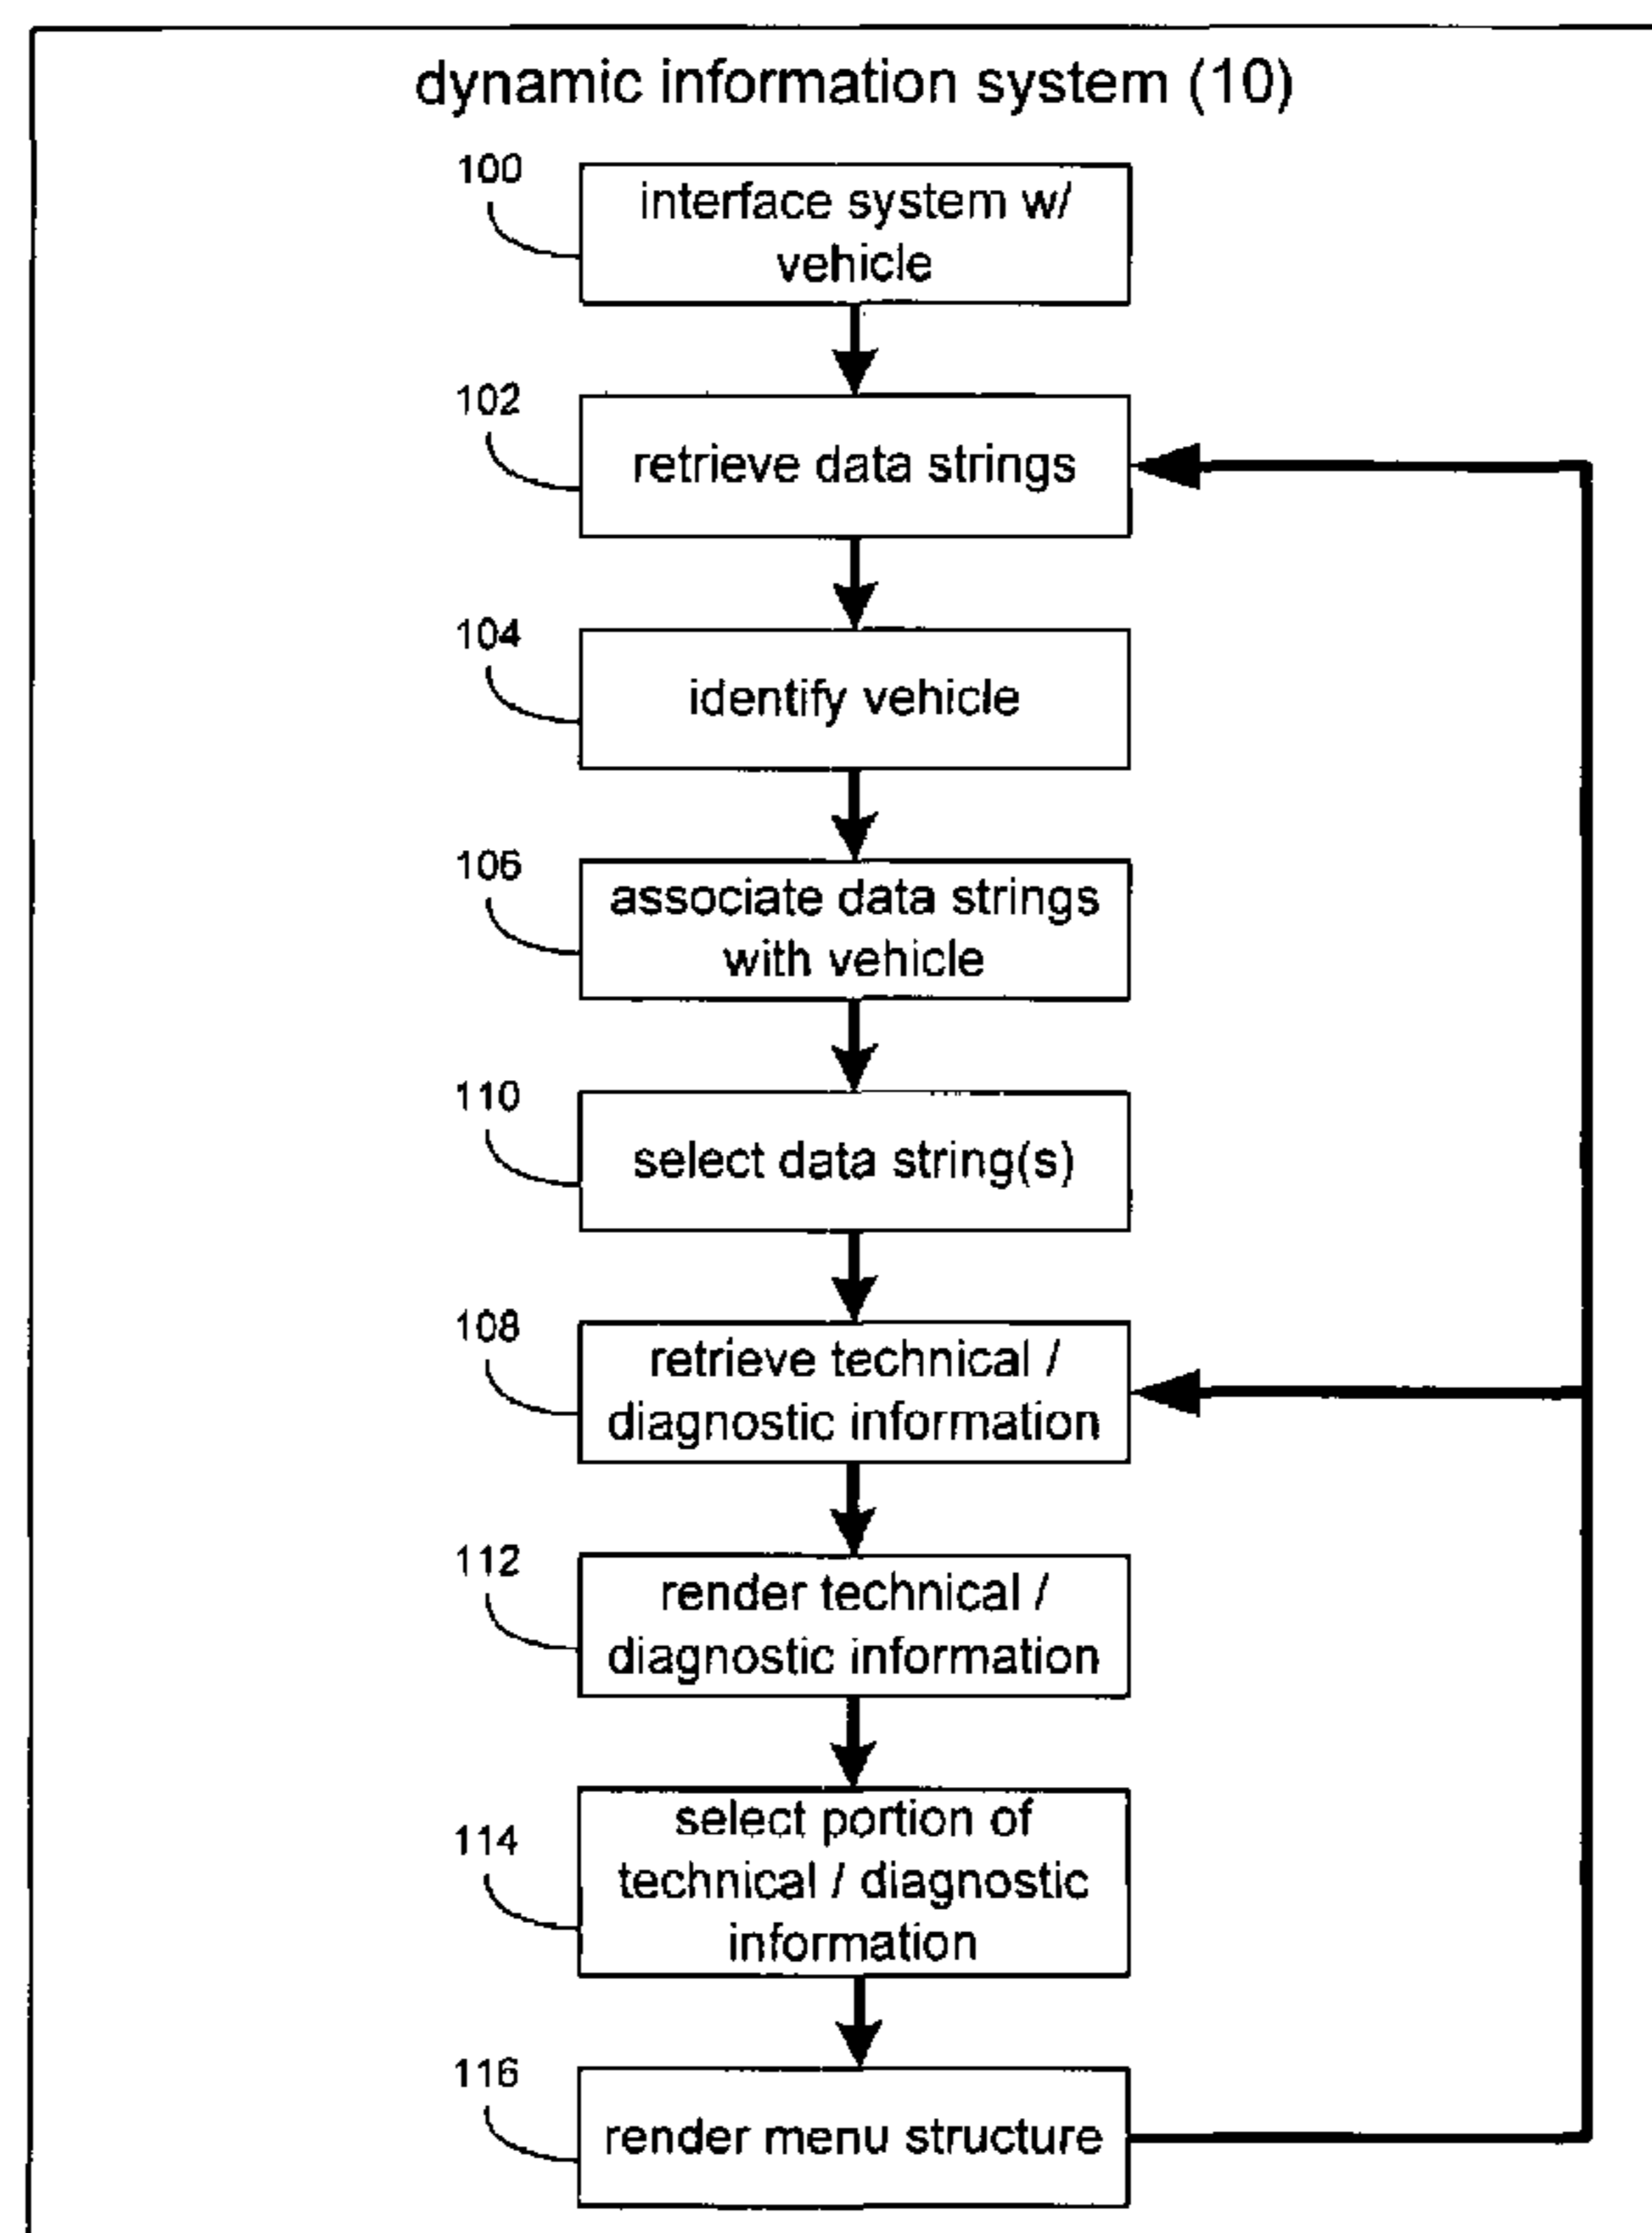 dynamic information system (10)
100
interface system w/
vehicle
102
retrieve data strings
104
identify vehicle
106
associate data strings
with vehicle
110
select data string(s)
108
retrieve technical /
diagnostic information
112
render technical /
diagnostic information
114
select portion of
technical / diagnostic
information
116
render menu structure